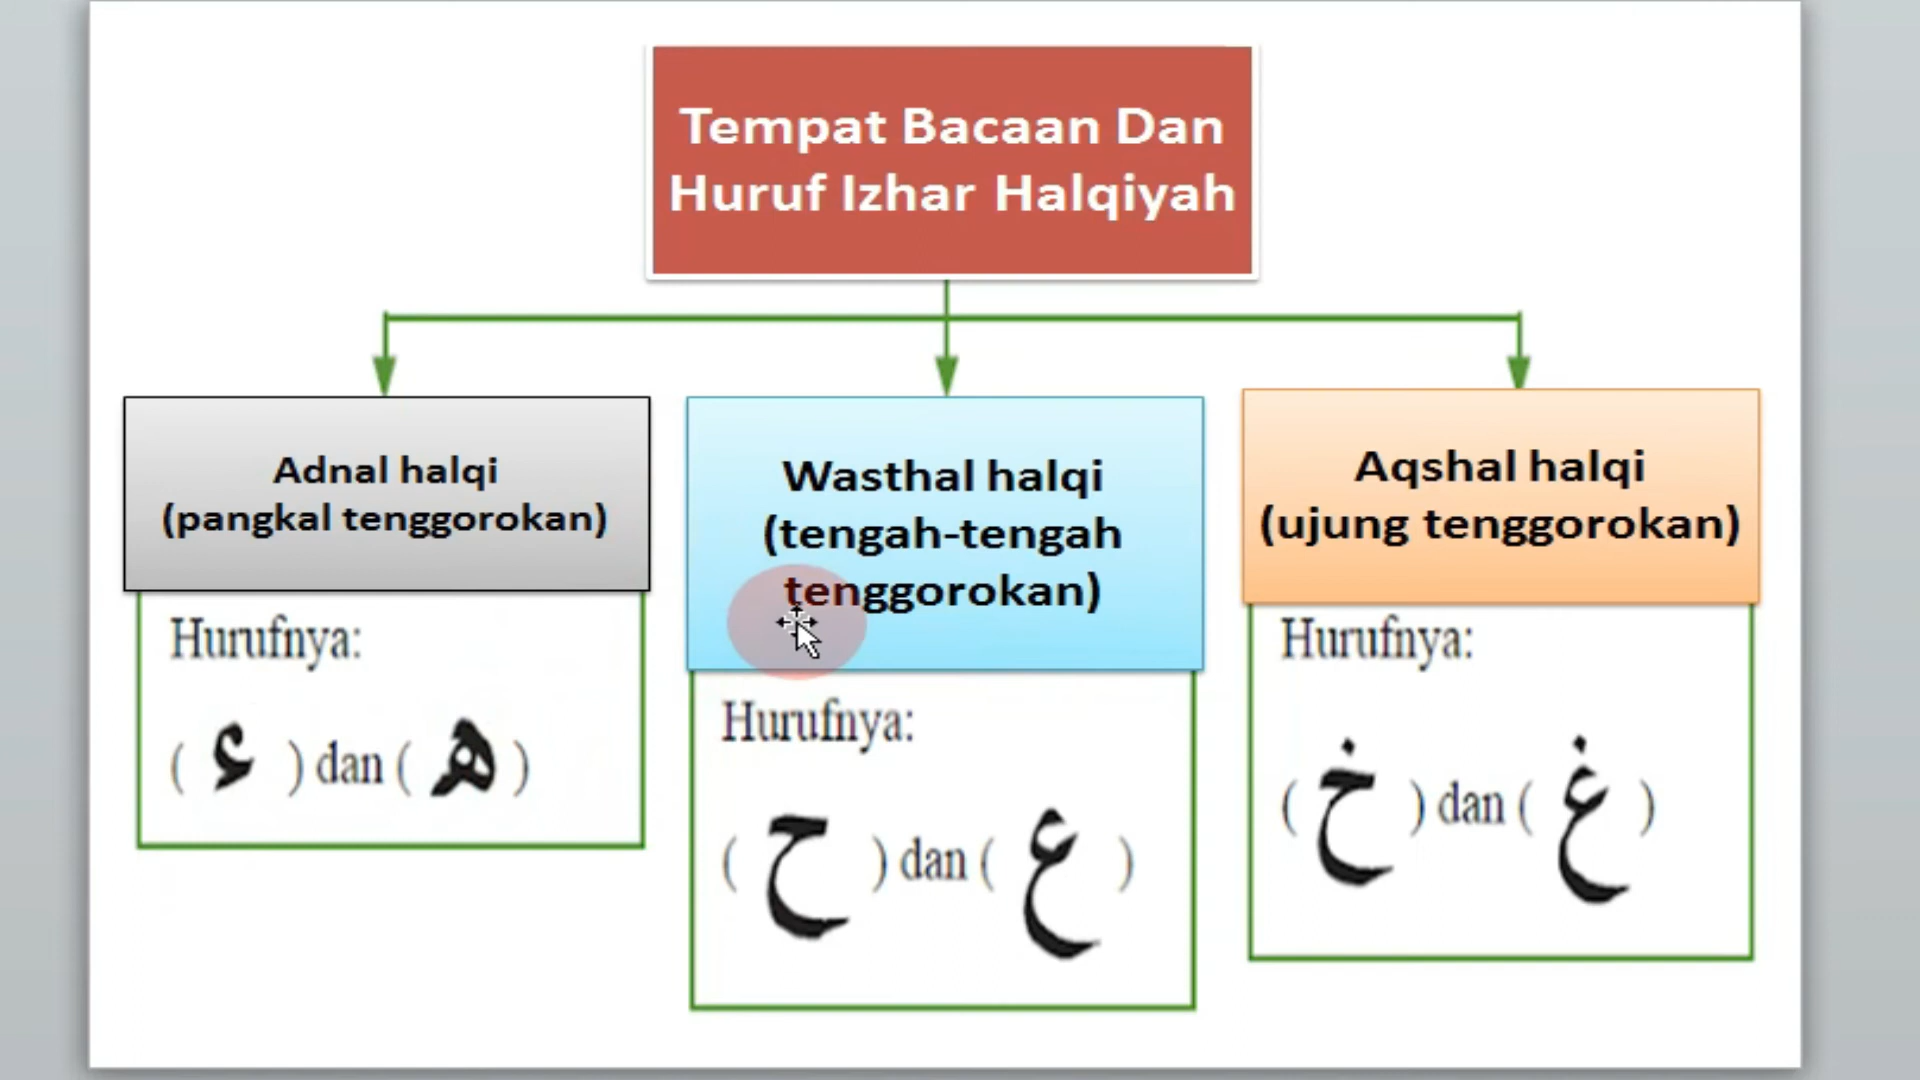 Tempat Bacaan Dan
Huruf Izhar Halqiyah
Adnal halqi
(pangkal tenggorokan)
Hurufnya:
( ء ) dan ( ه )
Wasthal halqi
(tengah-tengah
tenggorokan)
Hurufnya:
( ح ) dan ( ع )
Aqshal halqi
(ujung tenggorokan)
Hurufnya:
( خ ) dan ( غ )